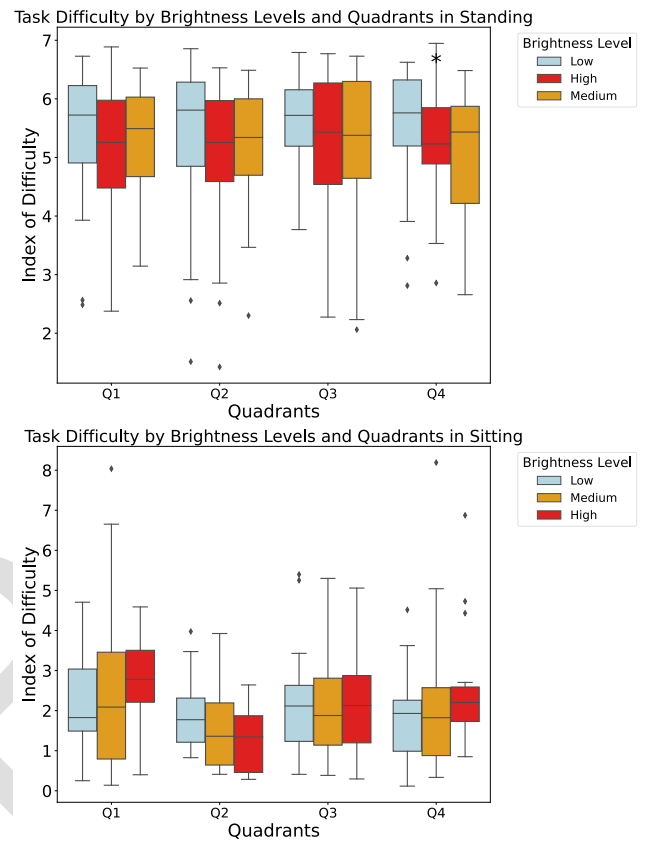 Task Difficulty by Brightness Levels and Quadrants in Standing
7
6
5
4
3
2
Index of Difficulty
*
Q1 Q2 Q3 Q4
Quadrants
Brightness Level
Low
High
Medium
Task Difficulty by Brightness Levels and Quadrants in Sitting
8
7
6
5
4
3
2
1
0
Index of Difficulty
Q1 Q2 Q3 Q4
Quadrants
Brightness Level
Low
Medium
High